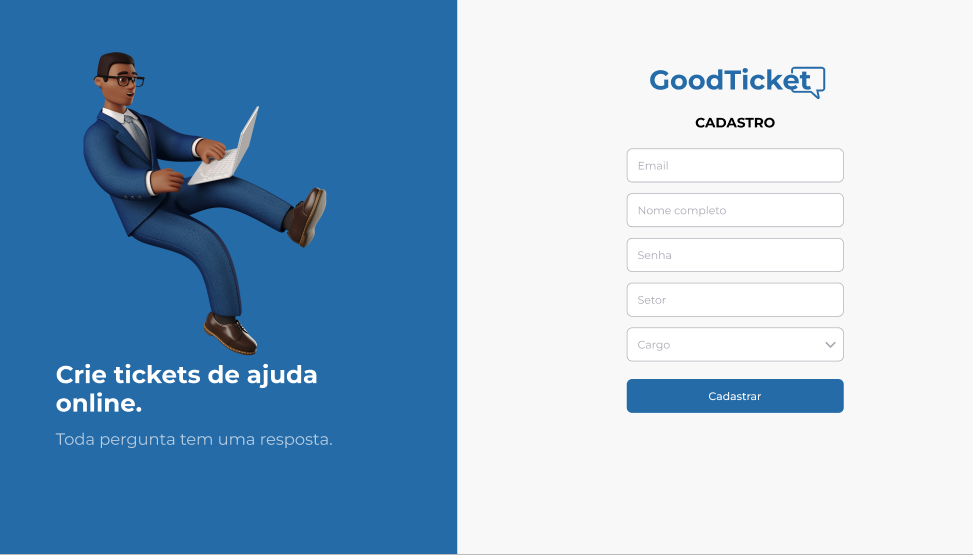 Crie tickets de ajuda
online.
Toda pergunta tem uma resposta.
GoodTicket
CADASTRO
Email
Nome completo
Senha
Setor
Cargo
Cadastrar